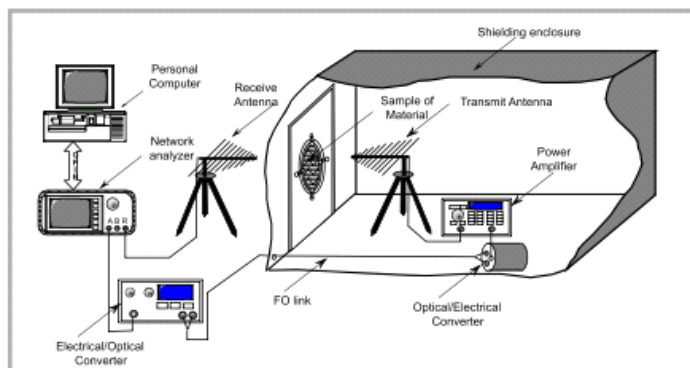 Shielding enclosure
Personal
Computer
Receive
Antenna
Sample of
Material
Transmit Antenna
Network
analyzer
Power
Amplifier
A B R
FO link
Optical/Electrical
Converter
Electrical/Optical
Converter